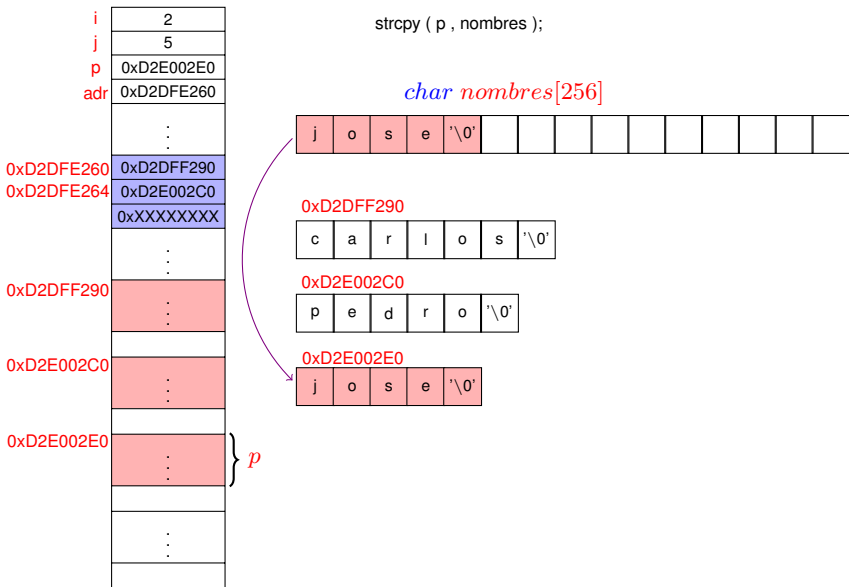 i 2
strcpy ( p , nombres );
j 5
p 0xD2E002E0
adr 0xD2DFE260
char nombres[256]
j o s e '\0'
0xD2DFE260 0xD2DFF290
0xD2DFE264 0xD2E002C0
0xXXXXXXXX
0xD2DFF290
c a r l o s '\0'
0xD2DFF290
0xD2E002C0
p e d r o '\0'
0xD2E002C0
0xD2E002E0
j o s e '\0'
0xD2E002E0
p